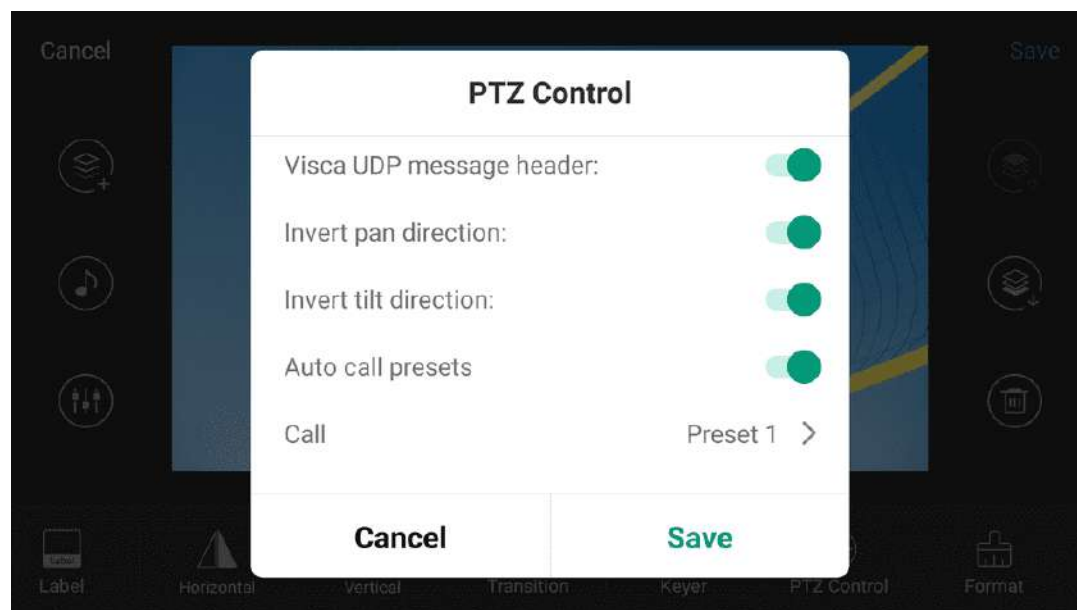 Cancel
Save
PTZ Control
Visca UDP message header:
Invert pan direction:
Invert tilt direction:
Auto call presets
Call Preset 1
Cancel Save
Label
Label Horizontal Vertical Transition Keyer PTZ Control Format